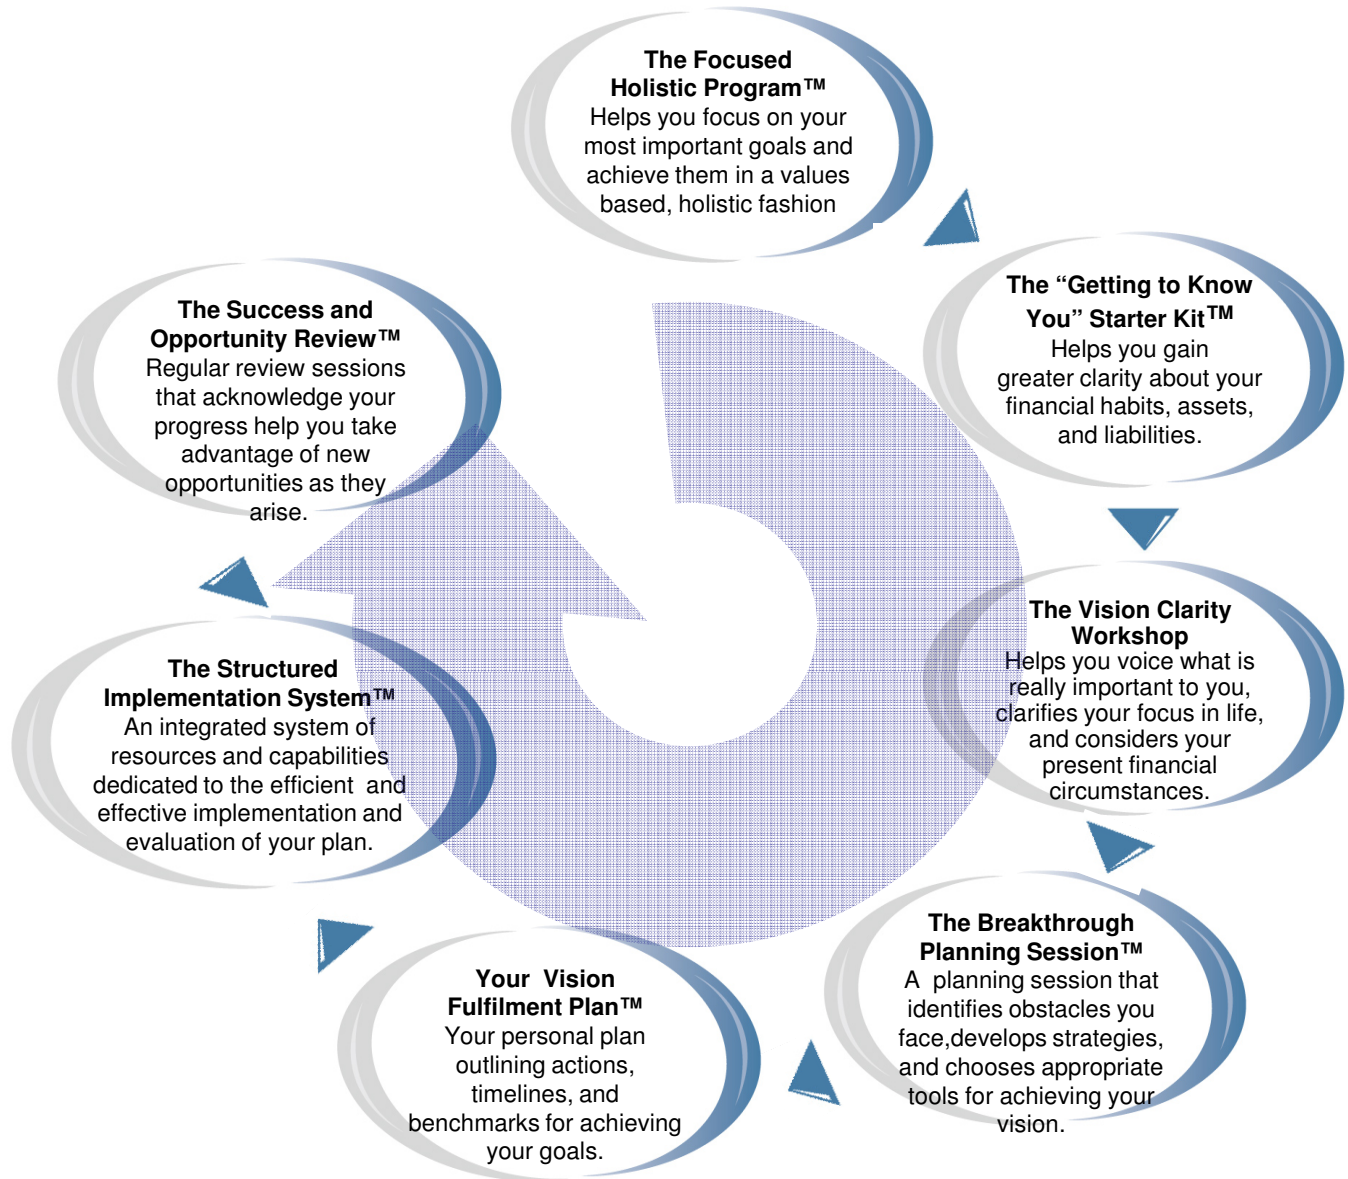 The Focused
Holistic Program™
Helps you focus on your
most important goals and
achieve them in a values
based, holistic fashion
The “Getting to Know
You” Starter Kit™
Helps you gain
greater clarity about your
financial habits, assets,
and liabilities.
The Vision Clarity
Workshop
Helps you voice what is
really important to you,
clarifies your focus in life,
and considers your
present financial
circumstances.
The Breakthrough
Planning Session™
A  planning session that
identifies obstacles you
face,develops strategies,
and chooses appropriate
tools for achieving your
vision.
Your  Vision
Fulfilment Plan™
Your personal plan
outlining actions,
timelines, and
benchmarks for achieving
your goals.
The Structured
Implementation System™
An integrated system of
resources and capabilities
dedicated to the efficient  and
effective implementation and
evaluation of your plan.
The Success and
Opportunity Review™
Regular review sessions
that acknowledge your
progress help you take
advantage of new
opportunities as they
arise.